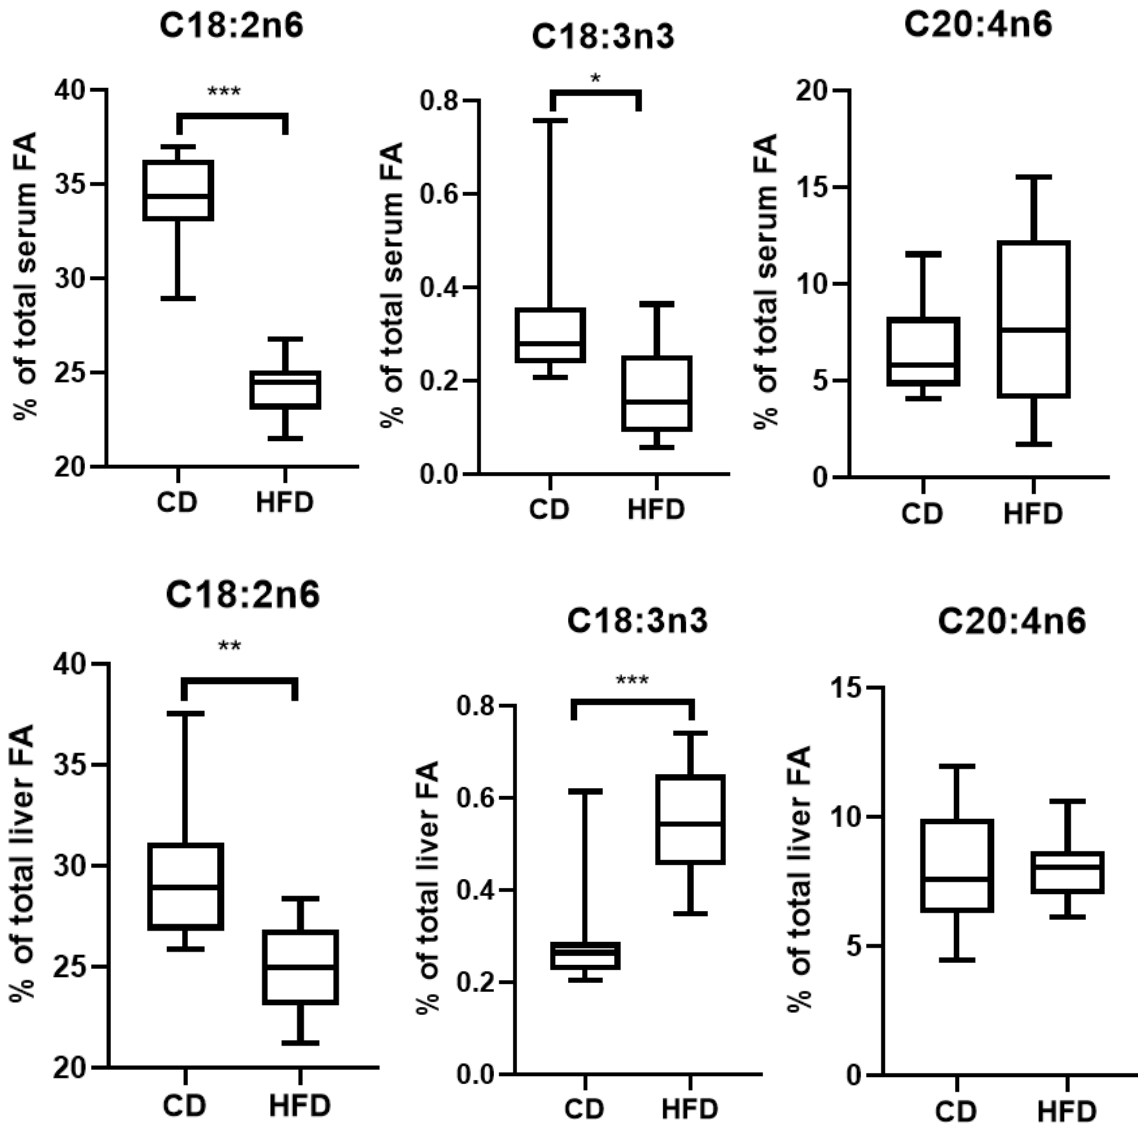 C18:2n6
% of total serum FA
40
35
30
25
20
***
CD HFD
C18:3n3
% of total serum FA
0.8
0.6
0.4
0.2
0.0
*
CD HFD
C20:4n6
% of total serum FA
20
15
10
5
0
CD HFD
C18:2n6
% of total liver FA
40
35
30
25
20
**
CD HFD
C18:3n3
% of total liver FA
0.8
0.6
0.4
0.2
0.0
***
CD HFD
C20:4n6
% of total liver FA
15
10
5
0
CD HFD